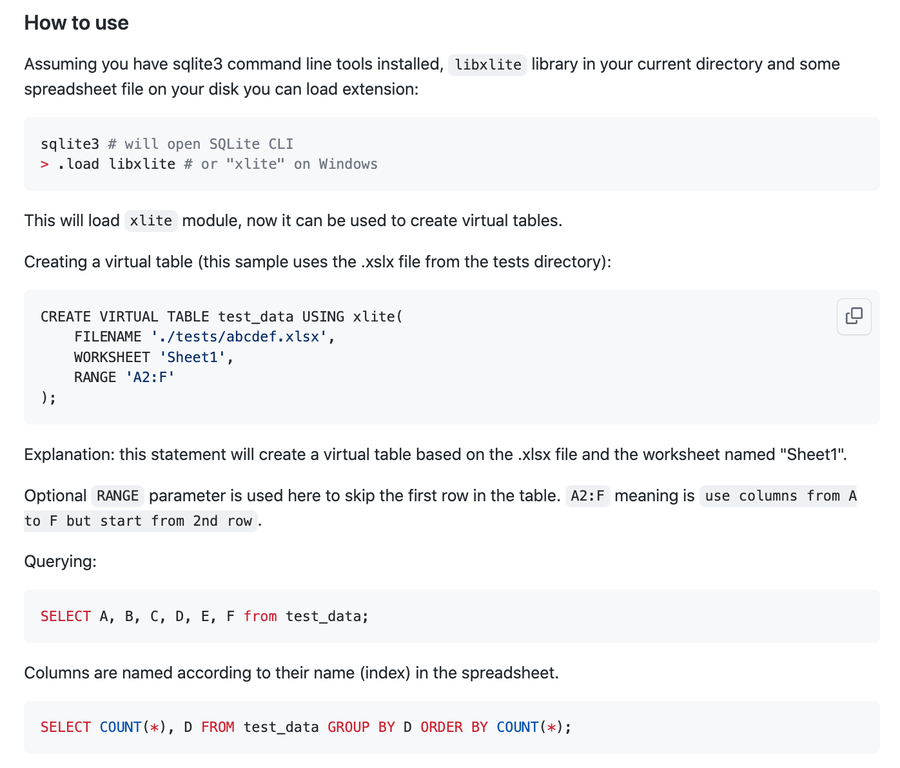 How to use
Assuming you have sqlite3 command line tools installed, libxlite library in your current directory and some
spreadsheet file on your disk you can load extension:
sqlite3 # will open SQLite CLI
> .load libxlite # or "xlite" on Windows
This will load xlite module, now it can be used to create virtual tables.
Creating a virtual table (this sample uses the .xslx file from the tests directory):
CREATE VIRTUAL TABLE test_data USING xlite(
    FILENAME './tests/abcdef.xlsx',
    WORKSHEET 'Sheet1',
    RANGE 'A2:F'
);
Explanation: this statement will create a virtual table based on the .xlsx file and the worksheet named "Sheet1".
Optional RANGE parameter is used here to skip the first row in the table. A2:F meaning is use columns from A
to F but start from 2nd row.
Querying:
SELECT A, B, C, D, E, F from test_data;
Columns are named according to their name (index) in the spreadsheet.
SELECT COUNT(*), D FROM test_data GROUP BY D ORDER BY COUNT(*);